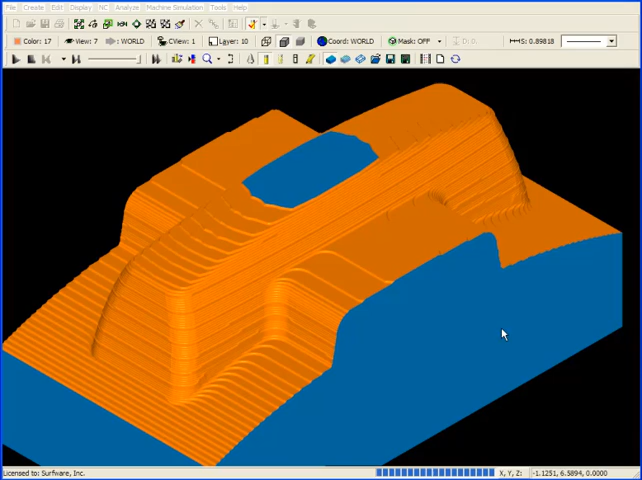 File Create Edit Display NC Analyze Machine Simulation Tools Help
Color: 17 View: 7 : WORLD CView: 1 Layer: 10 Coord: WORLD Mask: OFF D: 0. S: 0.89818
Licensed to: Surfware, Inc. X, Y, Z: -1.1251, 6.5894, 0.0000